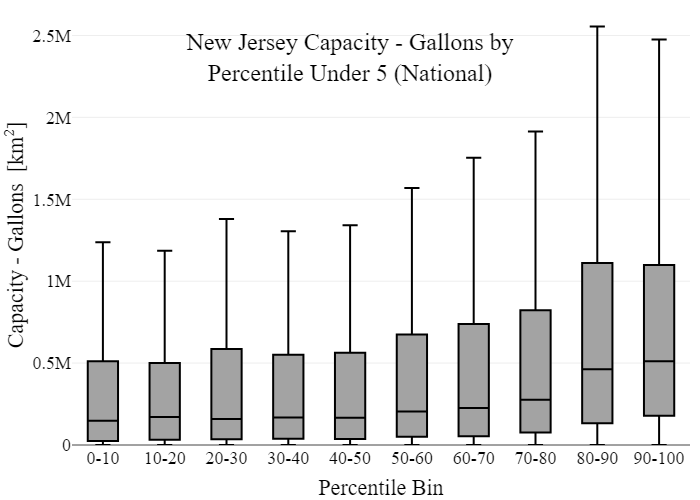 New Jersey Capacity - Gallons by
Percentile Under 5 (National)
Capacity - Gallons [km²]
2.5M
2M
1.5M
1M
0.5M
0
0-10 10-20 20-30 30-40 40-50 50-60 60-70 70-80 80-90 90-100
Percentile Bin